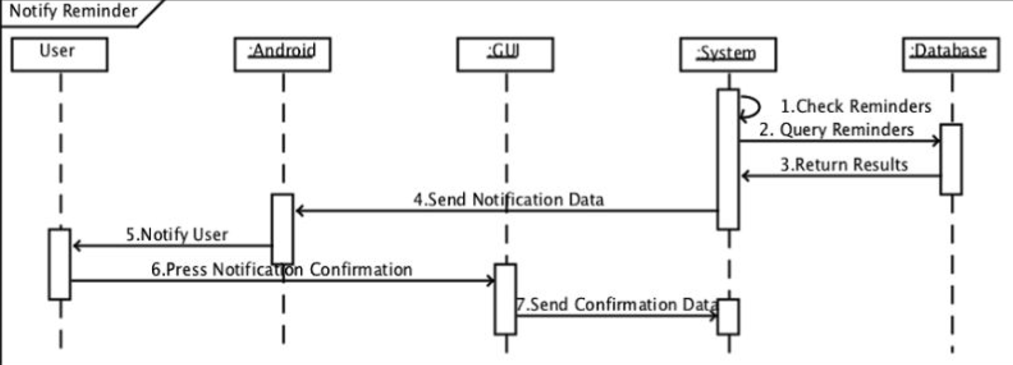 Notify Reminder
User
:Android
:GUI
:System
:Database
1.Check Reminders
2. Query Reminders
3.Return Results
4.Send Notification Data
5.Notify User
6.Press Notification Confirmation
7.Send Confirmation Data